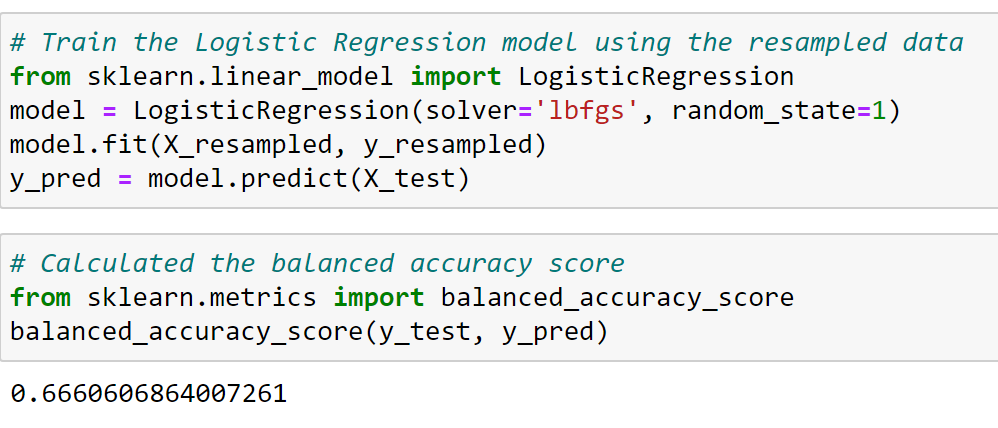 # Train the Logistic Regression model using the resampled data
from sklearn.linear_model import LogisticRegression
model = LogisticRegression(solver='lbfgs', random_state=1)
model.fit(X_resampled, y_resampled)
y_pred = model.predict(X_test)
# Calculated the balanced accuracy score
from sklearn.metrics import balanced_accuracy_score
balanced_accuracy_score(y_test, y_pred)
0.6660606864007261